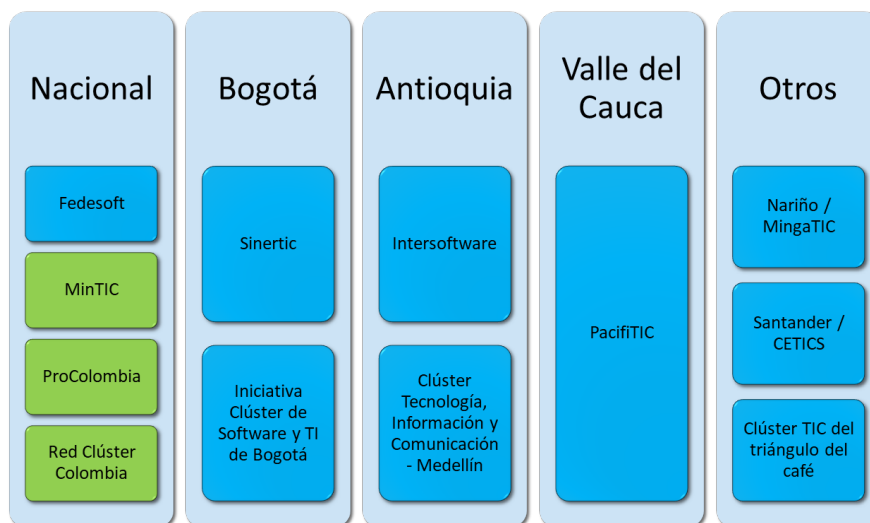 Nacional
Fedesoft
MinTIC
ProColombia
Red Clúster
Colombia
Bogotá
Sinertic
Iniciativa
Clúster de
Software y TI
de Bogotá
Antioquia
Intersoftware
Clúster
Tecnología,
Información y
Comunicación
- Medellín
Valle del
Cauca
PacifiTIC
Otros
Nariño /
MingaTIC
Santander /
CETICS
Clúster TIC del
triángulo del
café